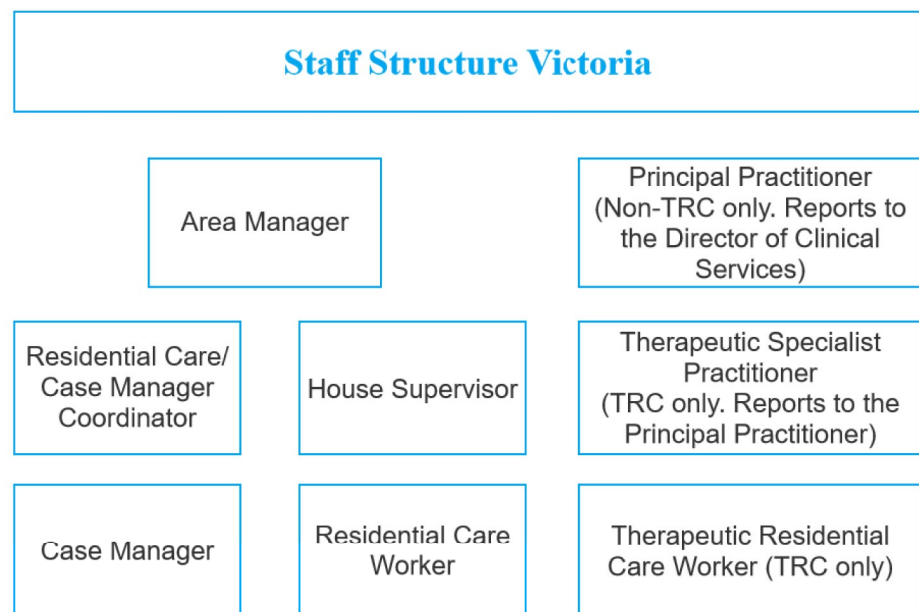 Staff Structure Victoria
Area Manager
Principal Practitioner
(Non-TRC only. Reports to
the Director of Clinical
Services)
Residential Care/
Case Manager
Coordinator
House Supervisor
Therapeutic Specialist
Practitioner
(TRC only. Reports to the
Principal Practitioner)
Case Manager
Residential Care
Worker
Therapeutic Residential
Care Worker (TRC only)